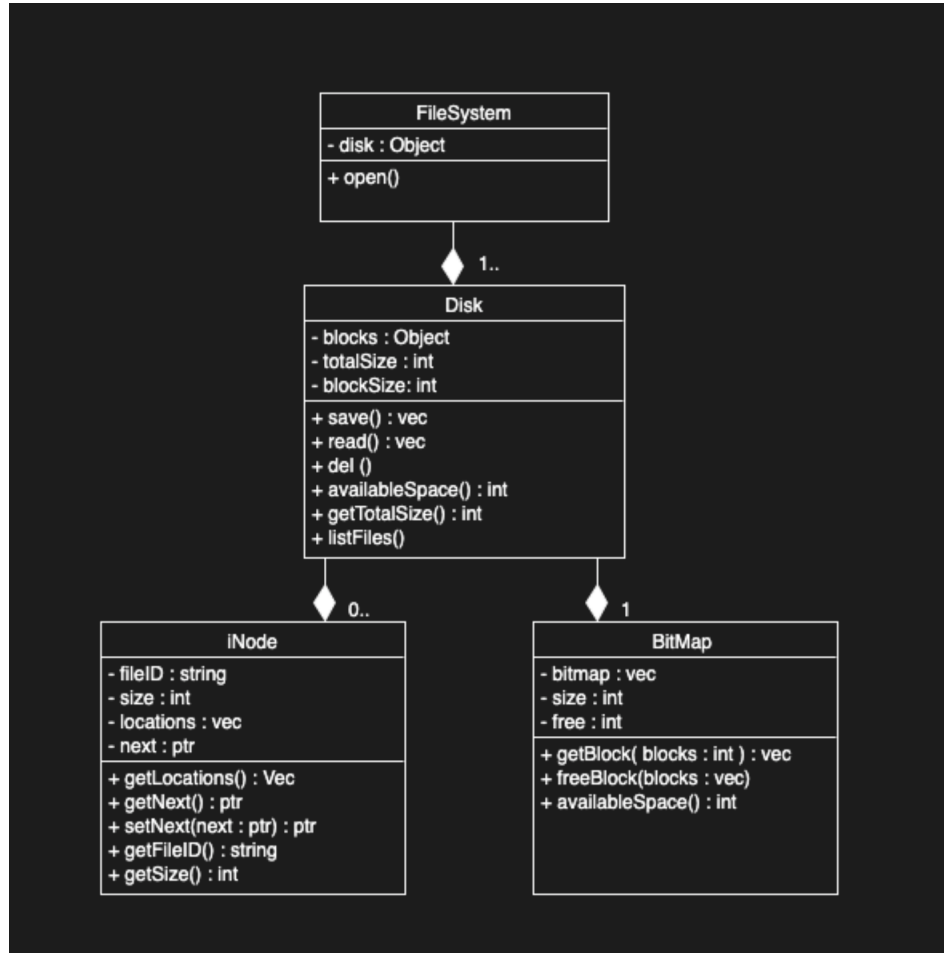 FileSystem
- disk : Object
+ open()
1..
Disk
- blocks : Object
- totalSize : int
- blockSize: int
+ save() : vec
+ read() : vec
+ del ()
+ availableSpace() : int
+ getTotalSize() : int
+ listFiles()
0..
1
iNode
- fileID : string
- size : int
- locations : vec
- next : ptr
+ getLocations() : Vec
+ getNext() : ptr
+ setNext(next : ptr) : ptr
+ getFileID() : string
+ getSize() : int
BitMap
- bitmap : vec
- size : int
- free : int
+ getBlock( blocks : int ) : vec
+ freeBlock(blocks : vec)
+ availableSpace() : int